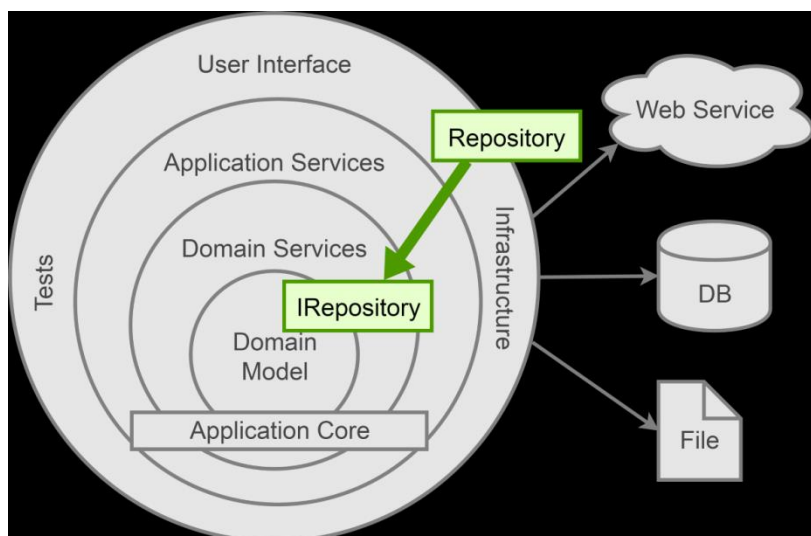 User Interface
Repository
Web Service
Application Services
Infrastructure
Domain Services
Tests
IRepository
DB
Domain
Model
Application Core
File